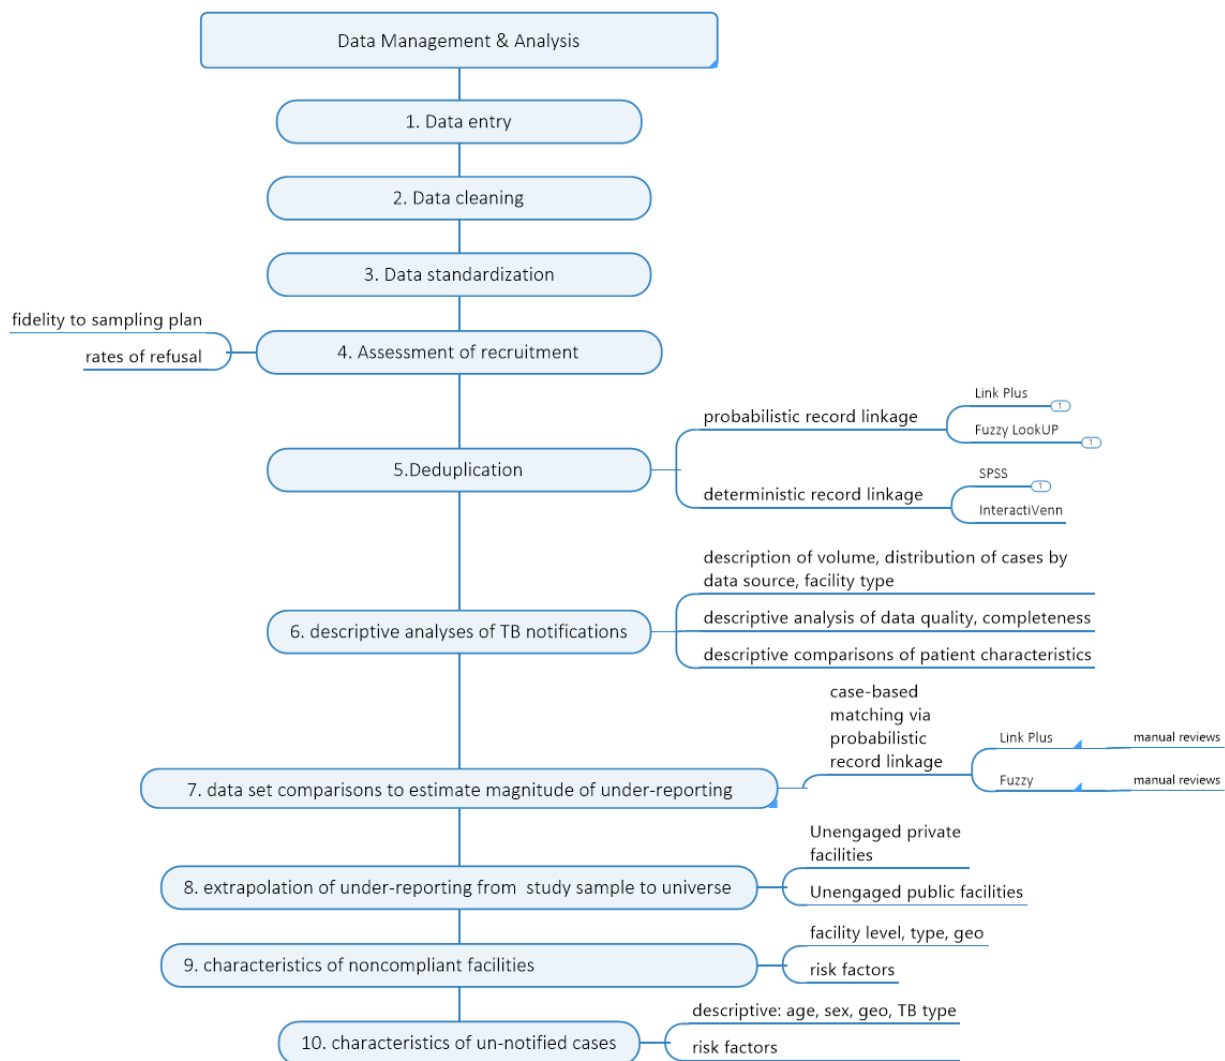 Data Management & Analysis
1. Data entry
2. Data cleaning
3. Data standardization
fidelity to sampling plan
rates of refusal
4. Assessment of recruitment
5.Deduplication
probabilistic record linkage
Link Plus
1
Fuzzy LookUP
1
deterministic record linkage
SPSS
1
InteractiVenn
6. descriptive analyses of TB notifications
description of volume, distribution of cases by
data source, facility type
descriptive analysis of data quality, completeness
descriptive comparisons of patient characteristics
7. data set comparisons to estimate magnitude of under-reporting
case-based
matching via
probabilistic
record linkage
Link Plus
manual reviews
Fuzzy
manual reviews
8. extrapolation of under-reporting from study sample to universe
Unengaged private
facilities
Unengaged public facilities
9. characteristics of noncompliant facilities
facility level, type, geo
risk factors
10. characteristics of un-notified cases
descriptive: age, sex, geo, TB type
risk factors